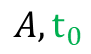 A, t₀